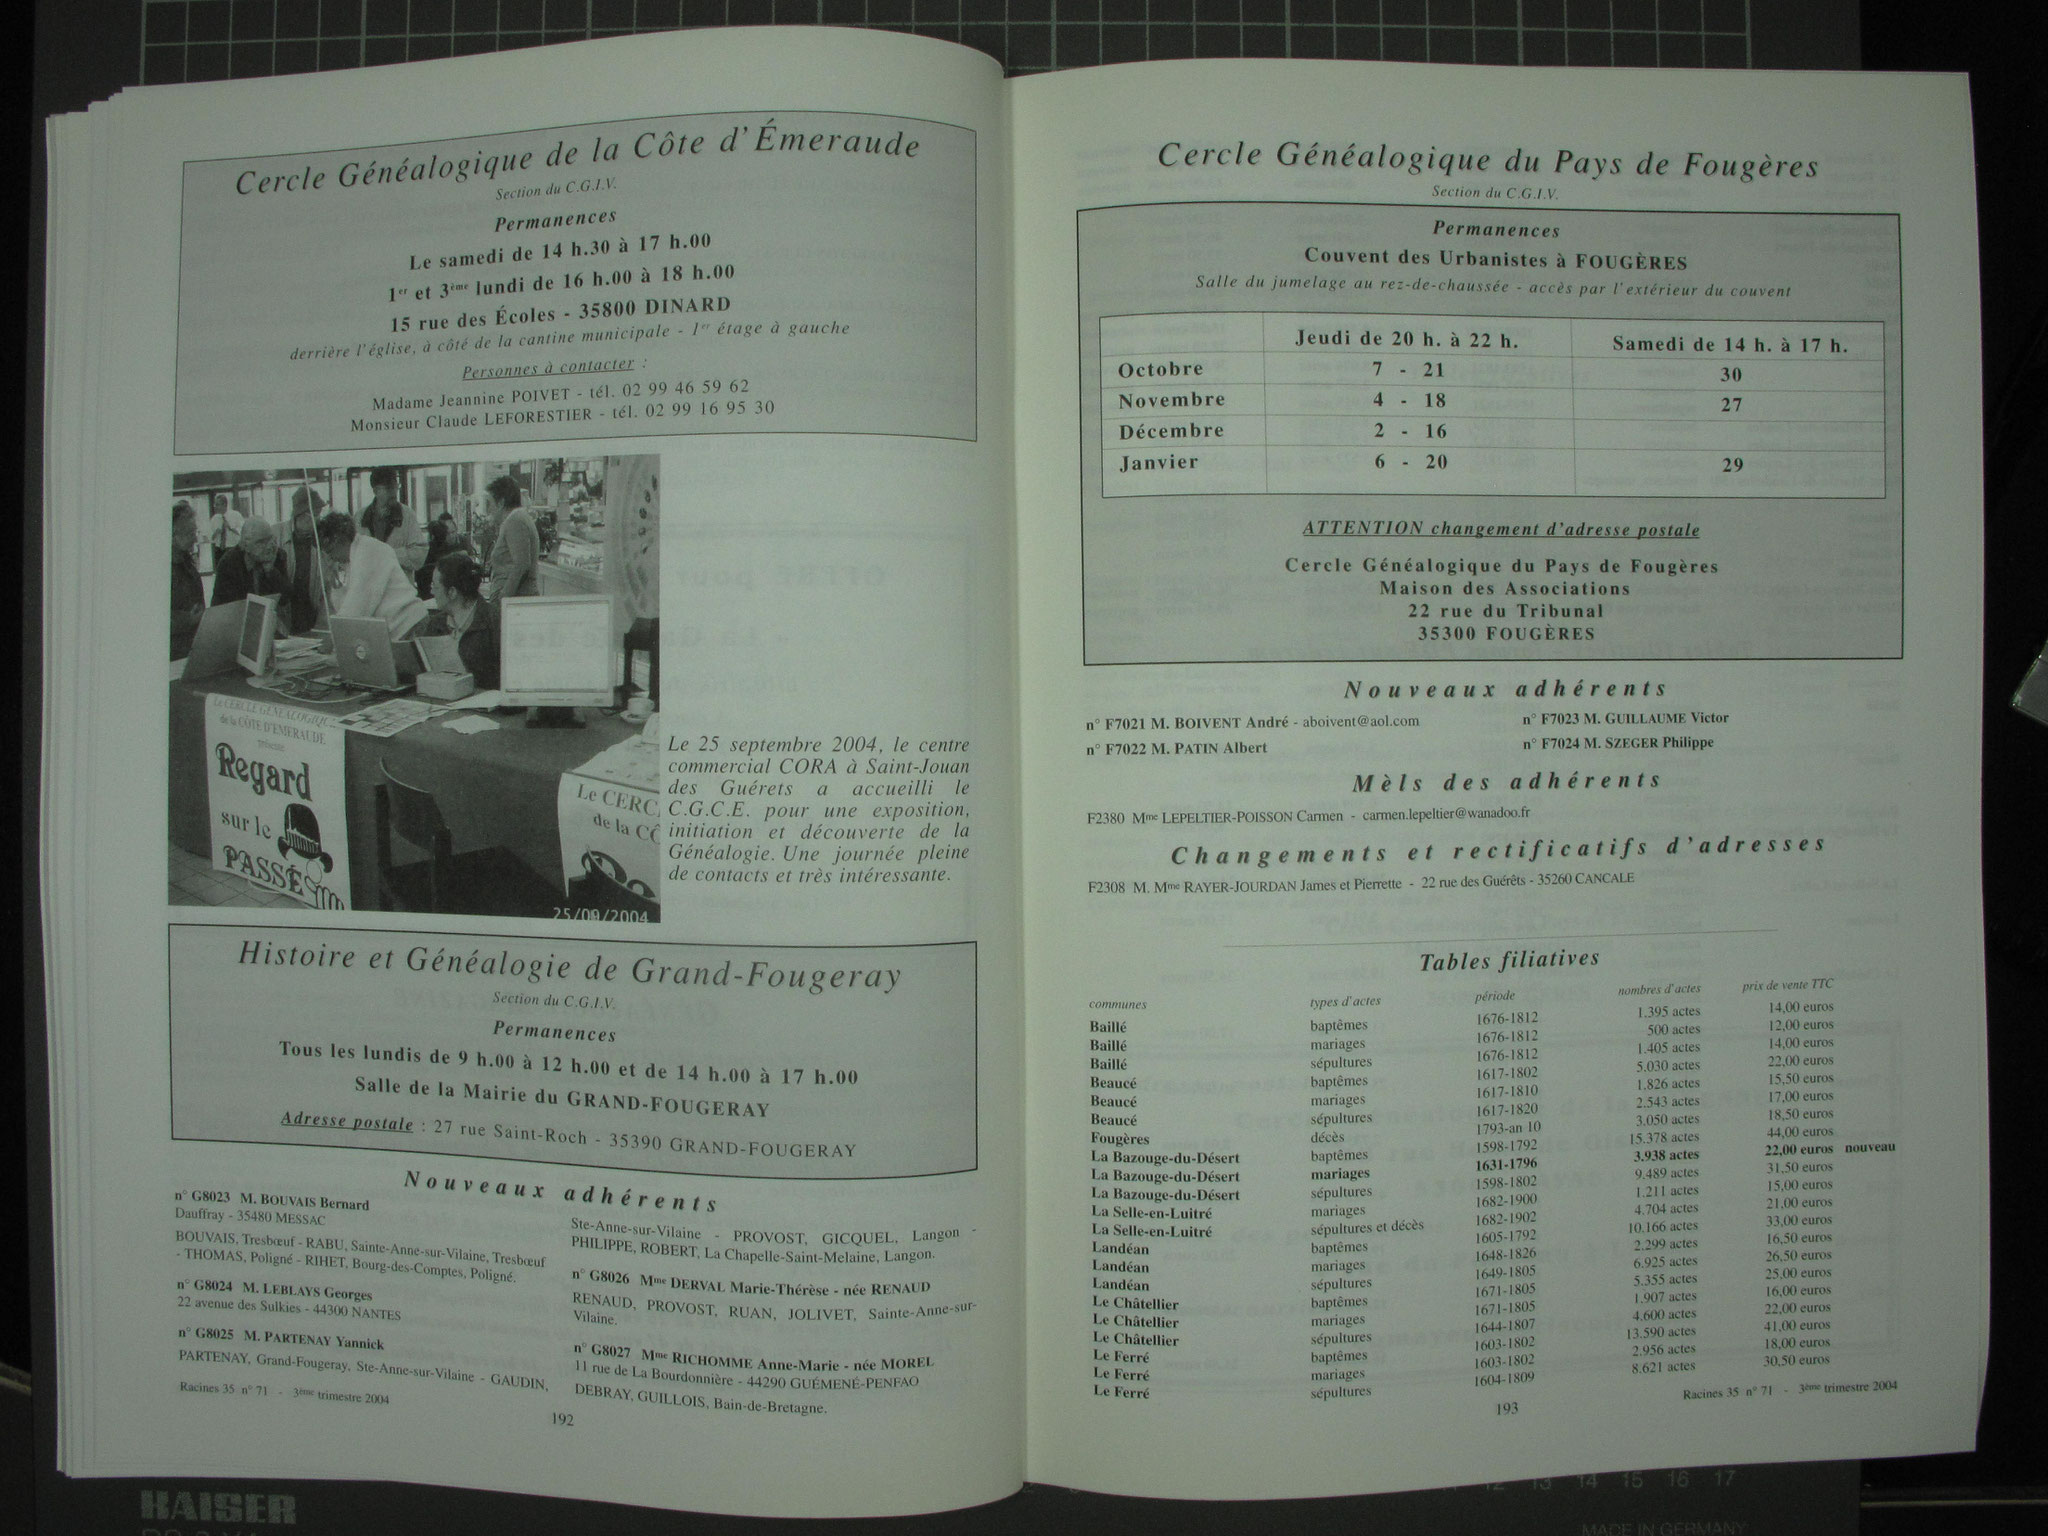 Cercle Généalogique de la Côte d'Émeraude
Section du C.G.I.V.
Permanences
Le samedi de 14 h.30 à 17 h.00
1er et 3ème lundi de 16 h.00 à 18 h.00
15 rue des Écoles - 35800 DINARD
derrière l'église, à côté de la cantine municipale - 1er étage à gauche
Personnes à contacter :
Madame Jeannine POIVET - tél. 02 99 46 59 62
Monsieur Claude LEFORESTIER - tél. 02 99 16 95 30
Le CERCLE GENEALOGIQUE
de la CÔTE D'EMERAUDE
présente
Regard
sur le
PASSÉ
Le CERC
de la CÔ
25/09/2004
Le 25 septembre 2004, le centre
commercial CORA à Saint-Jouan
des Guérets a accueilli le
C.G.C.E. pour une exposition,
initiation et découverte de la
Généalogie. Une journée pleine
de contacts et très intéressante.
Histoire et Généalogie de Grand-Fougeray
Section du C.G.I.V.
Permanences
Tous les lundis de 9 h.00 à 12 h.00 et de 14 h.00 à 17 h.00
Salle de la Mairie du GRAND-FOUGERAY
Adresse postale : 27 rue Saint-Roch - 35390 GRAND-FOUGERAY
Nouveaux adhérents
n° G8023 M. BOUVAIS Bernard
Dauffray - 35480 MESSAC
BOUVAIS, Tresbœuf - RABU, Sainte-Anne-sur-Vilaine, Tresbœuf
- THOMAS, Poligné - RIHET, Bourg-des-Comptes, Poligné.
n° G8024 M. LEBLAYS Georges
22 avenue des Sulkies - 44300 NANTES
n° G8025 M. PARTENAY Yannick
PARTENAY, Grand-Fougeray, Ste-Anne-sur-Vilaine - GAUDIN,
Ste-Anne-sur-Vilaine - PROVOST, GICQUEL, Langon -
PHILIPPE, ROBERT, La Chapelle-Saint-Melaine, Langon.
n° G8026 Mme DERVAL Marie-Thérèse - née RENAUD
RENAUD, PROVOST, RUAN, JOLIVET, Sainte-Anne-sur-
Vilaine.
n° G8027 Mme RICHOMME Anne-Marie - née MOREL
11 rue de La Bourdonnière - 44290 GUÉMENÉ-PENFAO
DEBRAY, GUILLOIS, Bain-de-Bretagne.
Racines 35 n° 71 - 3ème trimestre 2004
192
Cercle Généalogique du Pays de Fougères
Section du C.G.I.V.
Permanences
Couvent des Urbanistes à FOUGÈRES
Salle du jumelage au rez-de-chaussée - accès par l'extérieur du couvent
Jeudi de 20 h. à 22 h. Samedi de 14 h. à 17 h.
Octobre 7 - 21 30
Novembre 4 - 18 27
Décembre 2 - 16
Janvier 6 - 20 29
ATTENTION changement d'adresse postale
Cercle Généalogique du Pays de Fougères
Maison des Associations
22 rue du Tribunal
35300 FOUGÈRES
Nouveaux adhérents
n° F7021 M. BOIVENT André - aboivent@aol.com n° F7023 M. GUILLAUME Victor
n° F7022 M. PATIN Albert n° F7024 M. SZEGER Philippe
Mèls des adhérents
F2380 Mme LEPELTIER-POISSON Carmen - carmen.lepeltier@wanadoo.fr
Changements et rectificatifs d'adresses
F2308 M. Mme RAYER-JOURDAN James et Pierrette - 22 rue des Guérêts - 35260 CANCALE
Tables filiatives
communes types d'actes période nombres d'actes prix de vente TTC
Baillé baptêmes 1676-1812 1.395 actes 14,00 euros
Baillé mariages 1676-1812 500 actes 12,00 euros
Baillé sépultures 1676-1812 1.405 actes 14,00 euros
Beaucé baptêmes 1617-1802 5.030 actes 22,00 euros
Beaucé mariages 1617-1810 1.826 actes 15,50 euros
Beaucé sépultures 1617-1820 2.543 actes 17,00 euros
Fougères décès 1793-an 10 3.050 actes 18,50 euros
La Bazouge-du-Désert baptêmes 1598-1792 15.378 actes 44,00 euros
La Bazouge-du-Désert mariages 1631-1796 3.938 actes 22,00 euros nouveau
La Bazouge-du-Désert sépultures 1598-1802 9.489 actes 31,50 euros
La Selle-en-Luitré mariages 1682-1900 1.211 actes 15,00 euros
La Selle-en-Luitré sépultures et décès 1682-1902 4.704 actes 21,00 euros
Landéan baptêmes 1605-1792 10.166 actes 33,00 euros
Landéan mariages 1648-1826 2.299 actes 16,50 euros
Landéan sépultures 1649-1805 6.925 actes 26,50 euros
Le Châtellier baptêmes 1671-1805 5.355 actes 25,00 euros
Le Châtellier mariages 1671-1805 1.907 actes 16,00 euros
Le Châtellier sépultures 1644-1807 4.600 actes 22,00 euros
Le Ferré baptêmes 1603-1802 13.590 actes 41,00 euros
Le Ferré mariages 1603-1802 2.956 actes 18,00 euros
Le Ferré sépultures 1604-1809 8.621 actes 30,50 euros
Racines 35 n° 71 - 3ème trimestre 2004
193
12 13 14 15 16 17
KAISER
MADE IN GERMANY